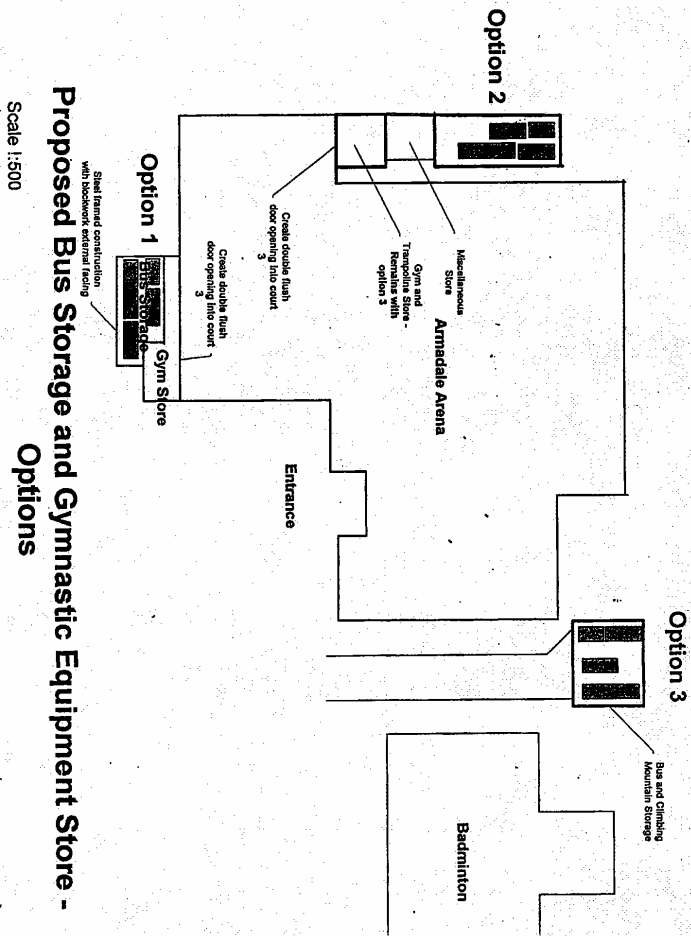 Option 3
Bus and Climbing
Mountain Storage
Option 2
Miscellaneous
Store
Gym and
Trampoline Store -
Remains with
option 3
Armadale Arena
Badminton
Create double flush
door opening into court
3
Create double flush
door opening into court
3
Entrance
Option 1
Bus Storage
Gym Store
Steel framed construction
with blockwork external facing
Proposed Bus Storage and Gymnastic Equipment Store -
Options
Scale 1:500